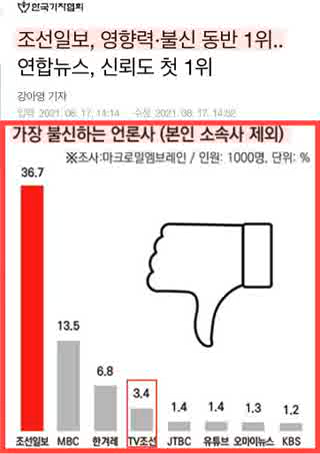 한국기자협회
조선일보, 영향력·불신 동반 1위..
연합뉴스, 신뢰도 첫 1위
강아영 기자
입력 2021. 08. 17. 14:14 수정 2021. 08. 17. 14:52
가장 불신하는 언론사 (본인 소속사 제외)
※조사:마크로밀엠브레인 / 인원: 1000명, 단위: %
36.7
13.5
6.8
3.4
1.4
1.4
1.3
1.2
조선일보 MBC 한겨레 TV조선 JTBC 유튜브 오마이뉴스 KBS